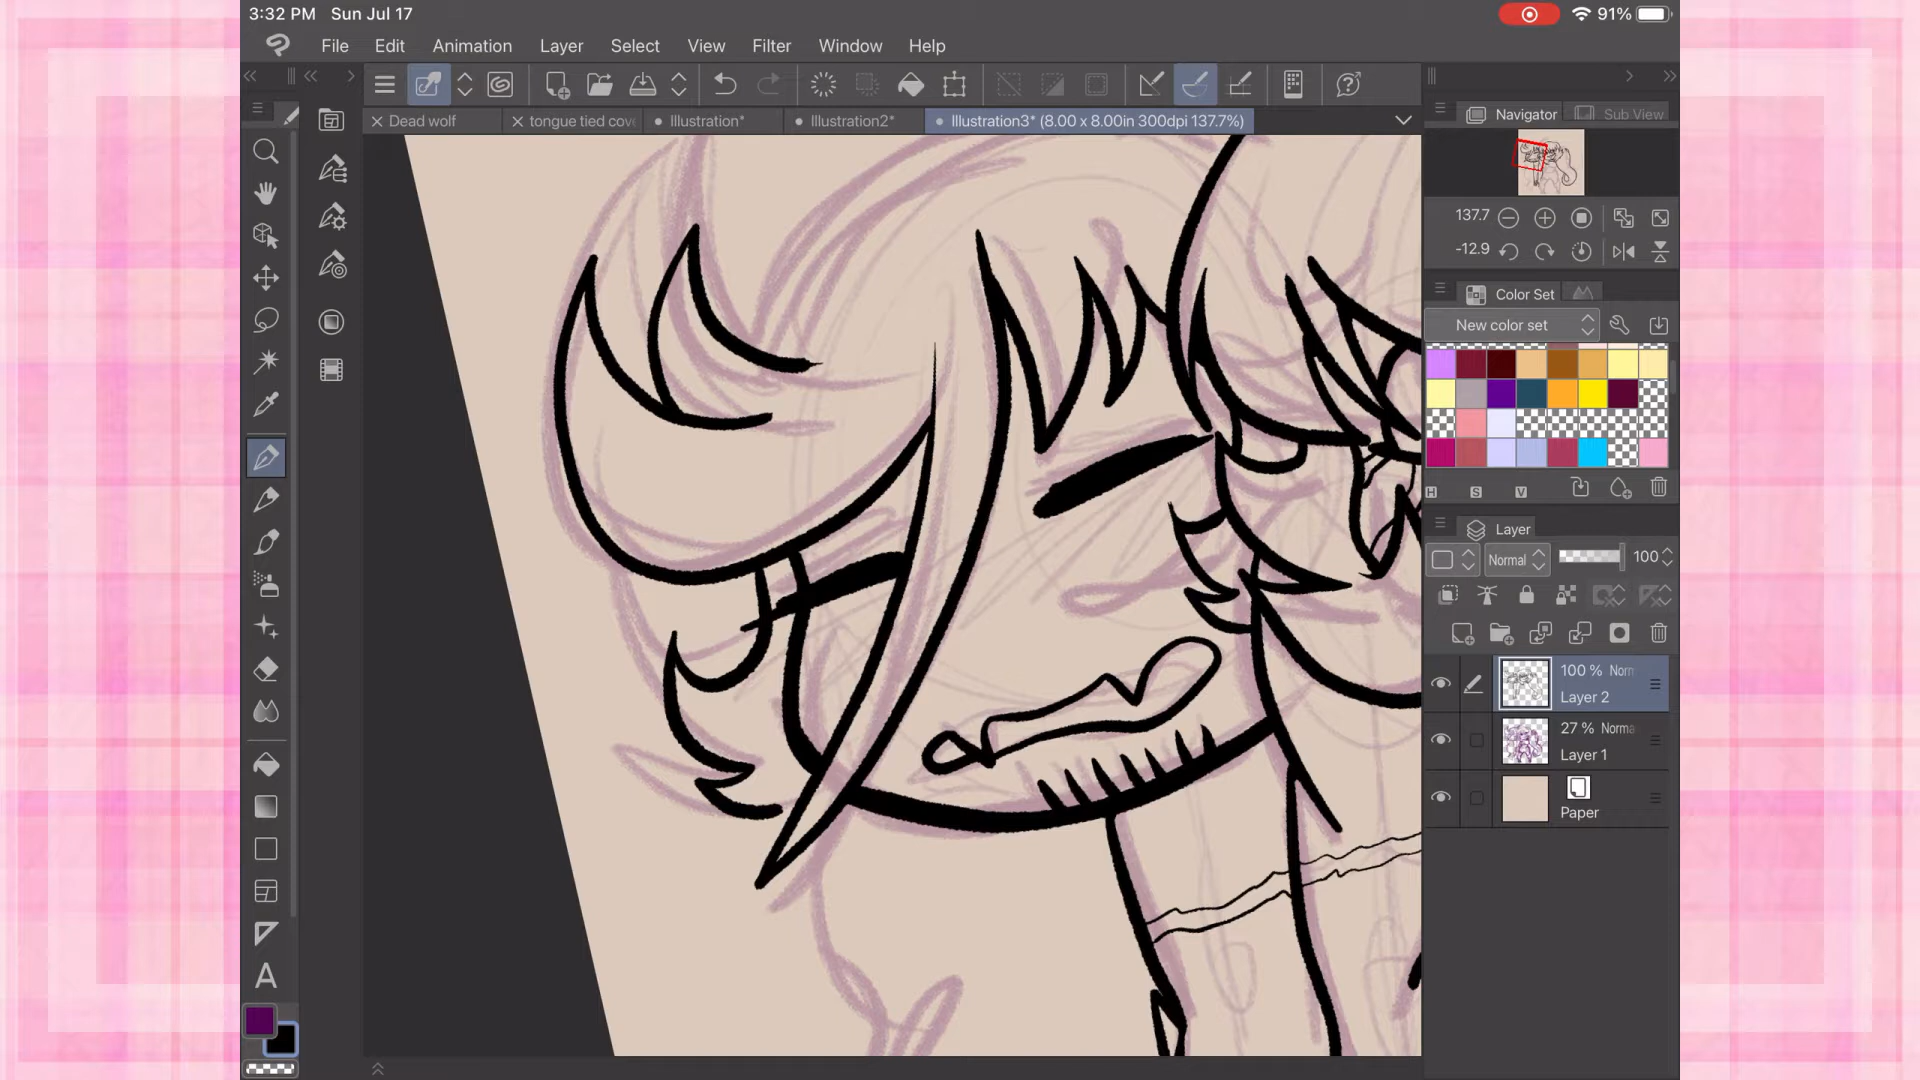 3:32 PM Sun Jul 17
91%
File Edit Animation Layer Select View Filter Window Help
Dead wolf
tongue tied cove
Illustration*
Illustration2*
Illustration3* (8.00 x 8.00in 300dpi 137.7%)
Navigator
Sub View
137.7
-12.9
Color Set
New color set
H S V
Layer
Normal
100
100 % Norm
Layer 2
27 % Norma
Layer 1
Paper
A